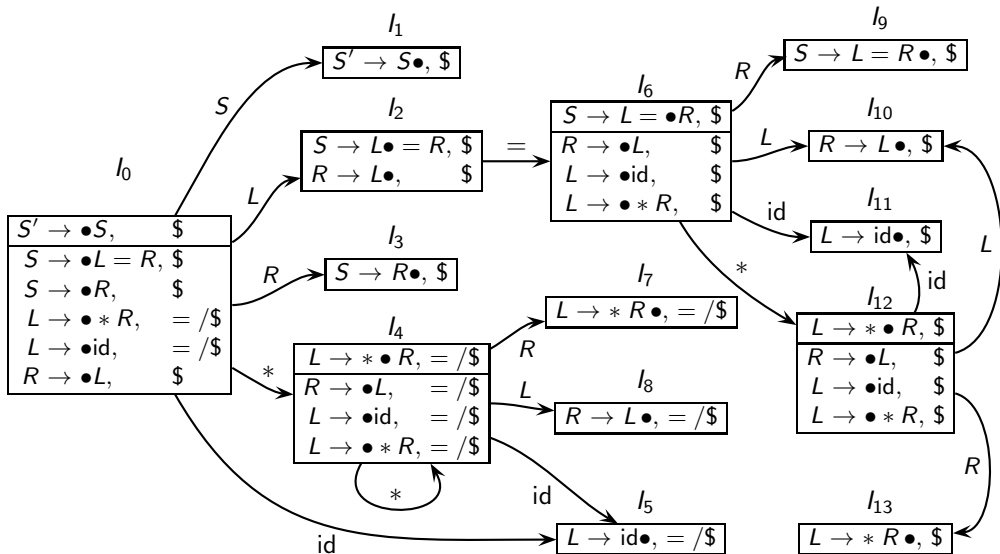 I₀
S′ → •S, $
S → •L = R, $
S → •R, $
L → • ∗ R, = /$
L → •id, = /$
R → •L, $
S
L
R
∗
id
I₁
S′ → S•, $
I₂
S → L• = R, $
R → L•, $
=
I₃
S → R•, $
I₄
L → ∗ • R, = /$
R → •L, = /$
L → •id, = /$
L → • ∗ R, = /$
∗
R
L
id
I₅
L → id•, = /$
I₆
S → L = •R, $
R → •L, $
L → •id, $
L → • ∗ R, $
R
L
id
∗
I₇
L → ∗ R •, = /$
I₈
R → L •, = /$
I₉
S → L = R •, $
I₁₀
R → L •, $
I₁₁
L → id•, $
I₁₂
L → ∗ • R, $
R → •L, $
L → •id, $
L → • ∗ R, $
id
L
R
I₁₃
L → ∗ R •, $